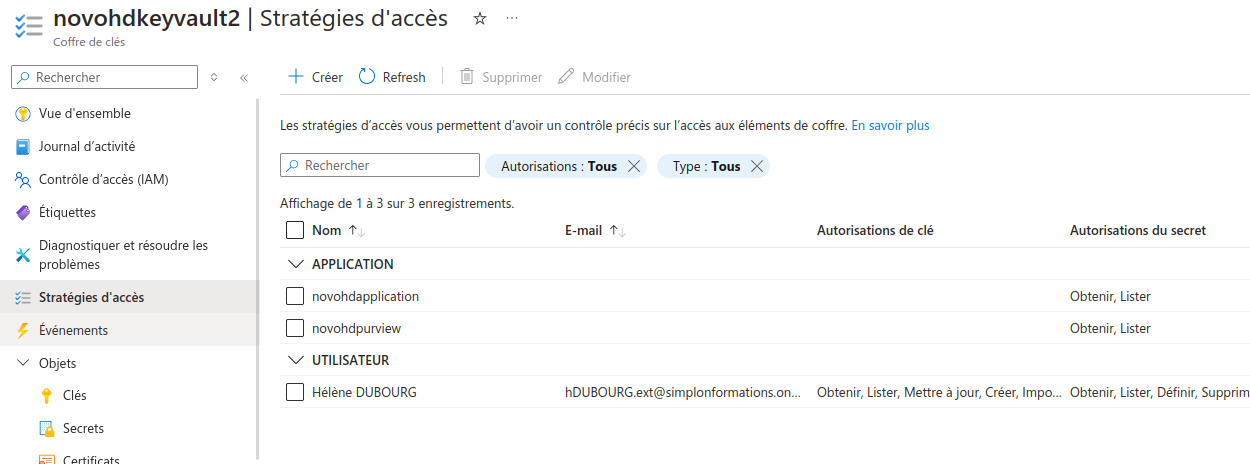 novohdkeyvault2 | Stratégies d'accès
Coffre de clés
Rechercher
Créer
Refresh
Supprimer
Modifier
Vue d'ensemble
Journal d’activité
Contrôle d’accès (IAM)
Étiquettes
Diagnostiquer et résoudre les
problèmes
Stratégies d'accès
Événements
Objets
Clés
Secrets
Certificats
Les stratégies d’accès vous permettent d’avoir un contrôle précis sur l’accès aux éléments de coffre. En savoir plus
Rechercher
Autorisations : Tous
Type : Tous
Affichage de 1 à 3 sur 3 enregistrements.
Nom E-mail Autorisations de clé Autorisations du secret
APPLICATION
novohdapplication Obtenir, Lister
novohdpurview Obtenir, Lister
UTILISATEUR
Hélène DUBOURG hDUBOURG.ext@simplonformations.on... Obtenir, Lister, Mettre à jour, Créer, Impo... Obtenir, Lister, Définir, Supprim